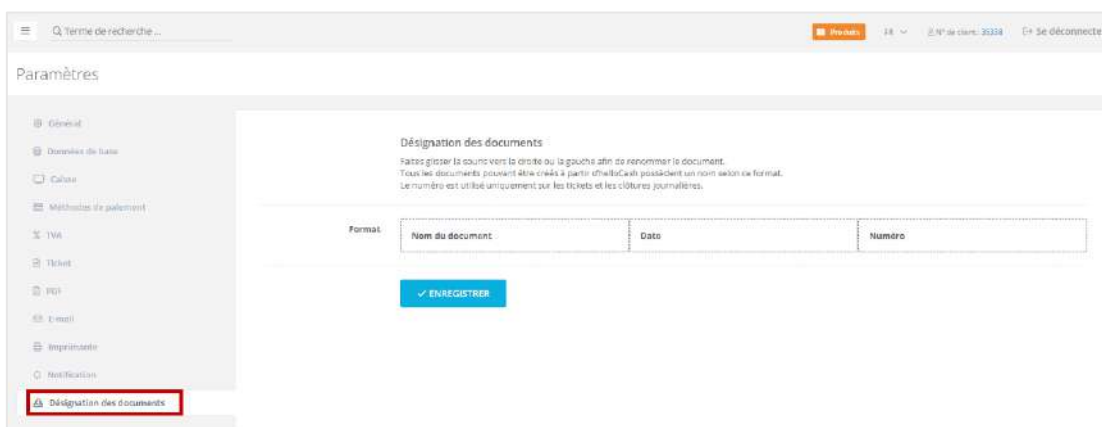 Terme de recherche ...
Produits
FR
N° de client: 35334
Se déconnecte
Paramètres
Général
Données de base
Caisse
Méthodes de paiement
TVA
Ticket
PDF
E-mail
Imprimante
Notification
Désignation des documents
Désignation des documents
Faites glisser la souris vers la droite ou la gauche afin de renommer le document.
Tous les documents pouvant être créés à partir d'helloCash possèdent un nom selon ce format.
Le numéro est utilisé uniquement sur les tickets et les clôtures journalières.
Format
Nom du document
Date
Numéro
ENREGISTRER